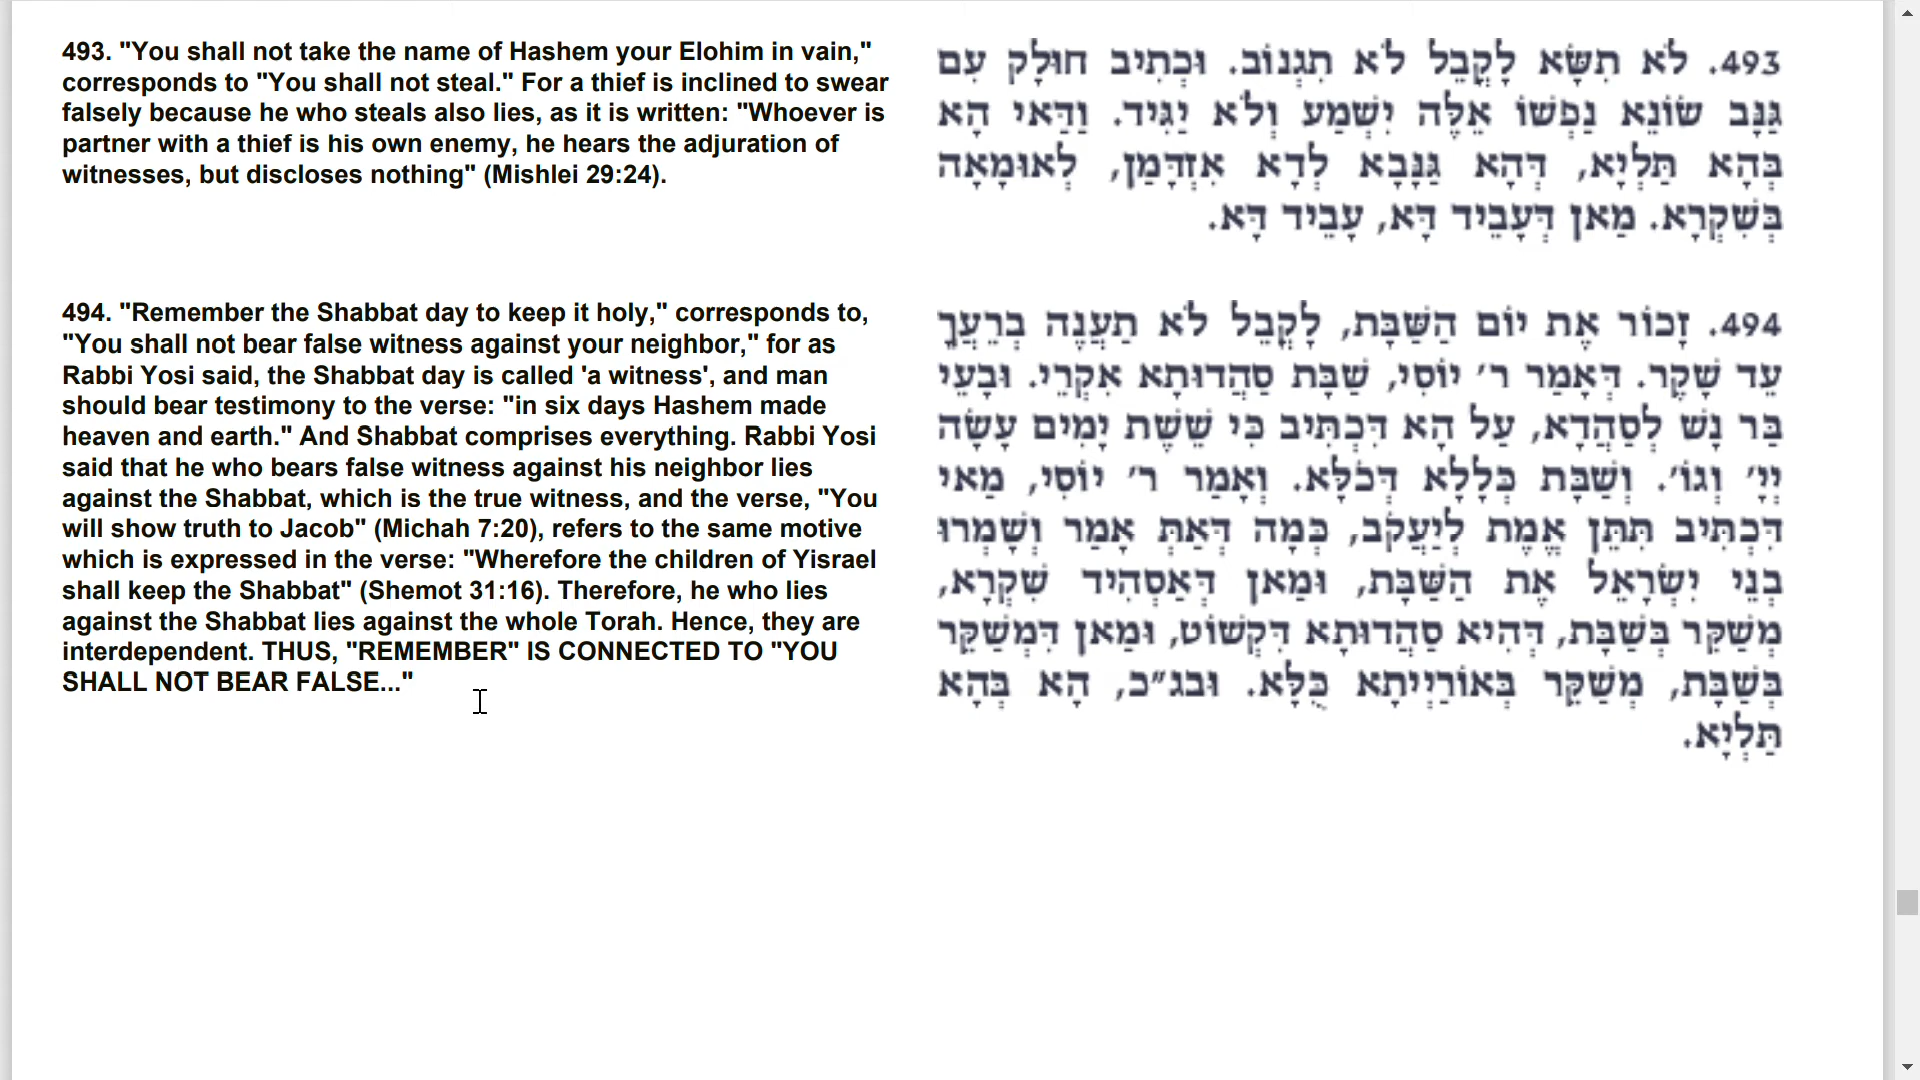 493. "You shall not take the name of Hashem your Elohim in vain,"
corresponds to "You shall not steal." For a thief is inclined to swear
falsely because he who steals also lies, as it is written: "Whoever is
partner with a thief is his own enemy, he hears the adjuration of
witnesses, but discloses nothing" (Mishlei 29:24).
493. לֹא תִשָּׂא לָקֳבֵל לֹא תִגְנוֹב. וּכְתִיב חוּלָק עִם
גַּנָּב שׂוֹנֵא נַפְשׁוֹ אֵלֶּה יִשְׁמַע וְלֹא יַגִּיד. וַדַּאי הָא
בְּהָא תַּלְיָא, דְּהָא גַּנָּבָא לְדָא אִזְדָּמַן, לְאוּמָאָה
בְּשִׁקְרָא. מַאן דְּעָבֵיד דָּא, עָבֵיד דָּא.
494. "Remember the Shabbat day to keep it holy," corresponds to,
"You shall not bear false witness against your neighbor," for as
Rabbi Yosi said, the Shabbat day is called 'a witness', and man
should bear testimony to the verse: "in six days Hashem made
heaven and earth." And Shabbat comprises everything. Rabbi Yosi
said that he who bears false witness against his neighbor lies
against the Shabbat, which is the true witness, and the verse, "You
will show truth to Jacob" (Michah 7:20), refers to the same motive
which is expressed in the verse: "Wherefore the children of Yisrael
shall keep the Shabbat" (Shemot 31:16). Therefore, he who lies
against the Shabbat lies against the whole Torah. Hence, they are
interdependent. THUS, "REMEMBER" IS CONNECTED TO "YOU
SHALL NOT BEAR FALSE..."
494. זָכוֹר אֶת יוֹם הַשַּׁבָּת, לָקֳבֵל לֹא תַעֲנֶה בְרֵעֲךָ
עֵד שָׁקֶר. דְּאָמַר ר׳ יוֹסִי, שַׁבָּת סַהֲדוּתָא אִקְרֵי. וּבָעֵי
בַּר נָשׁ לְסַהֲדָא, עַל הָא דִּכְתִּיב כִּי שֵׁשֶׁת יָמִים עָשָׂה
יְיָ׳ וְגוֹ׳. וְשַׁבָּת כְּלָלָא דְּכֹלָּא. וְאָמַר ר׳ יוֹסִי, מַאי
דִּכְתִּיב תִּתֵּן אֱמֶת לְיַעֲקֹב, כְּמָה דְּאַתְּ אָמַר וְשָׁמְרוּ
בְנֵי יִשְׂרָאֵל אֶת הַשַּׁבָּת, וּמַאן דְּאַסְהִיד שִׁקְרָא,
מְשַׁקֵּר בְּשַׁבָּת, דְּהִיא סַהֲדוּתָא דִּקְשׁוֹט, וּמַאן דִּמְשַׁקֵּר
בְּשַׁבָּת, מְשַׁקֵּר בְּאוֹרַיְיתָא כֻּלָּא. וּבג״כ, הָא בְּהָא
תַּלְיָא.